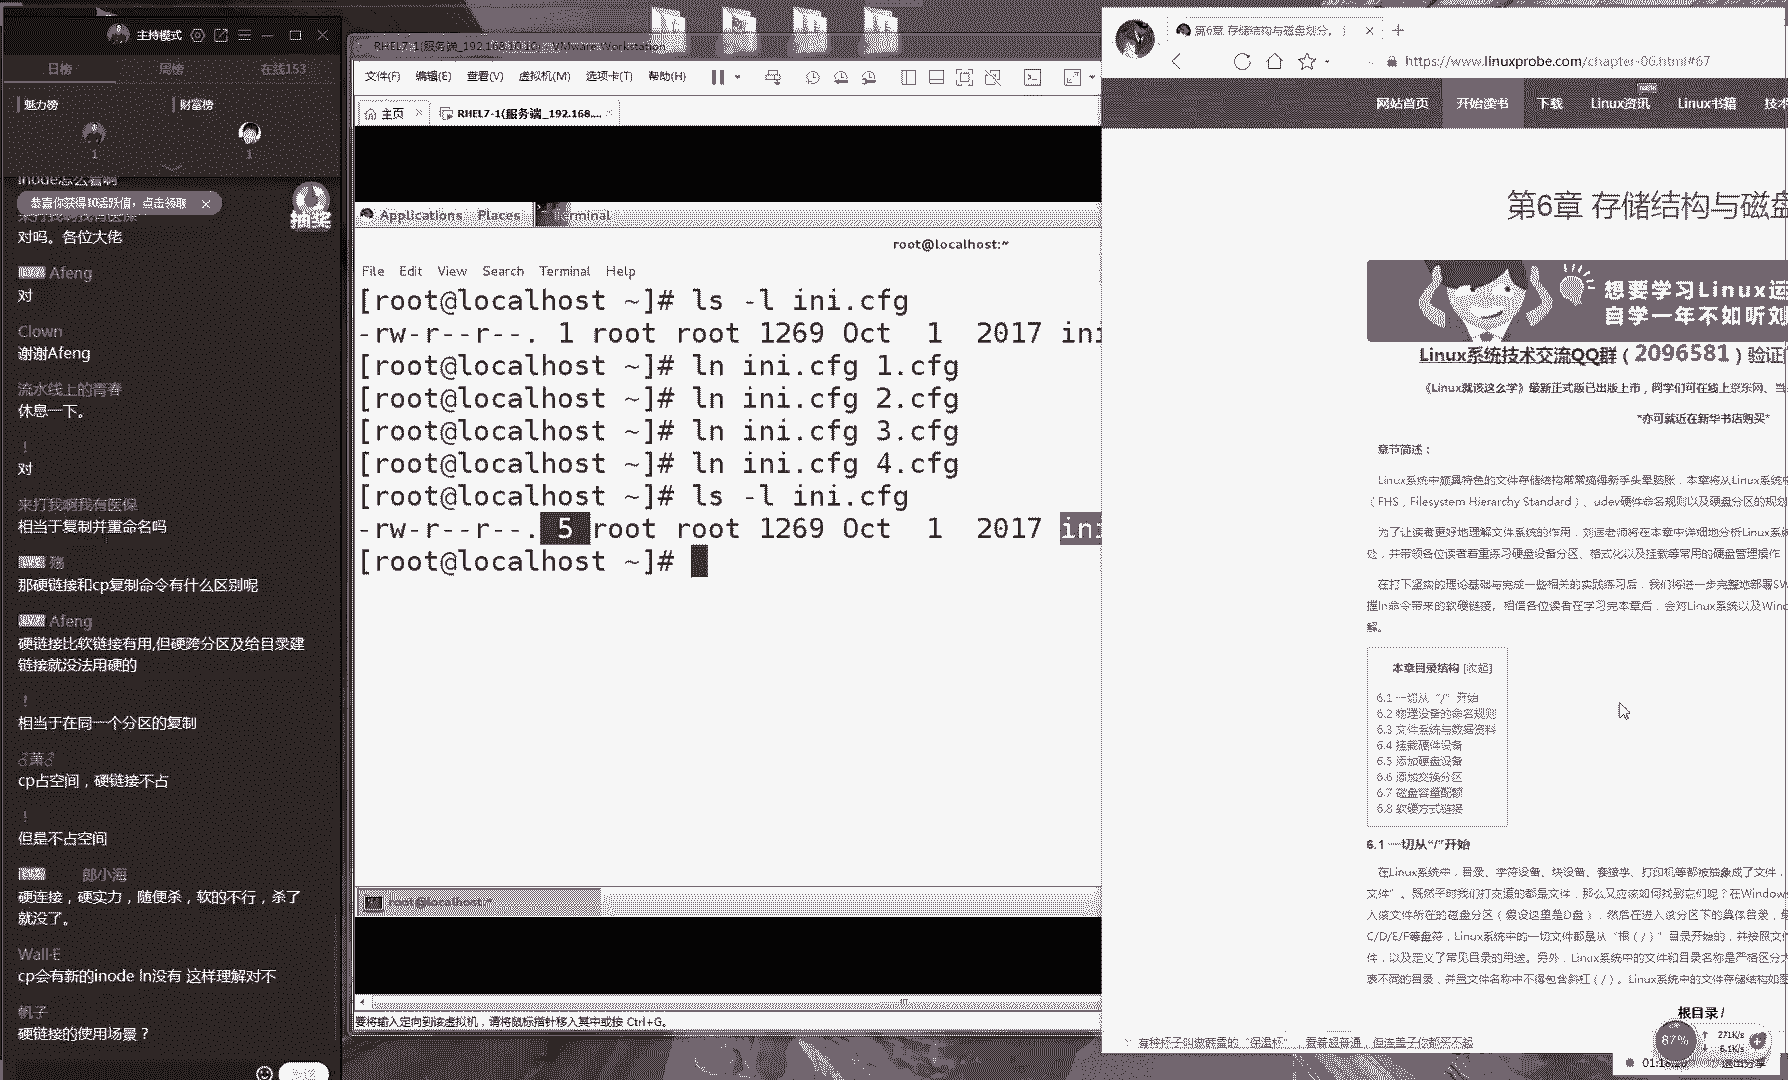 主持模式
日榜
周榜
在线153
魅力榜
财富榜
1
1
inode怎么看啊
恭喜你获得10活跃值，点击领取
抽奖
来打我啊我有医保
对吗。各位大佬
Afeng
对
Clown
谢谢Afeng
流水线上的青春
休息一下。
！
对
来打我啊我有医保
相当于复制并重命名吗
殇
那硬链接和cp复制命令有什么区别呢
Afeng
硬链接比软链接有用,但硬跨分区及给目录建
链接就没法用硬的
！
相当于在同一个分区的复制
♂萧♂
cp占空间，硬链接不占
！
但是不占空间
郎小海
硬连接，硬实力，随便杀，软的不行，杀了
就没了。
Wall-E
cp会有新的inode ln没有 这样理解对不
帆子
硬链接的使用场景？
文件(F) 编辑(E) 查看(V) 虚拟机(M) 选项卡(T) 帮助(H)
主页
RHEL7-1(服务端_192.168....
Applications Places Terminal
root@localhost:~
File Edit View Search Terminal Help
[root@localhost ~]# ls -l ini.cfg
-rw-r--r--. 1 root root 1269 Oct 1 2017 ini
[root@localhost ~]# ln ini.cfg 1.cfg
[root@localhost ~]# ln ini.cfg 2.cfg
[root@localhost ~]# ln ini.cfg 3.cfg
[root@localhost ~]# ln ini.cfg 4.cfg
[root@localhost ~]# ls -l ini.cfg
-rw-r--r--. 5 root root 1269 Oct 1 2017 ini
[root@localhost ~]#
root@localhost:~
要将输入定向到该虚拟机，请将鼠标指针移入其中或按 Ctrl+G。
第6章 存储结构与磁盘划分。
https://www.linuxprobe.com/chapter-06.html#67
网站首页 开始读书 下载 Linux资讯 Linux书籍 技术
第6章 存储结构与磁盘
想要学习Linux运
自学一年不如听刘
Linux系统技术交流QQ群（2096581）验证
《Linux就该这么学》最新正式版已出版上市，同学们可在线上京东网、当
*亦可就近在新华书店购买*
章节简述：
Linux系统中颇具特色的文件存储结构常常搞得新手头晕脑胀，本章将从Linux系统中
（FHS，Filesystem Hierarchy Standard）、udev硬件命名规则以及硬盘分区的规划
为了让读者更好地理解文件系统的作用，刘遄老师将在本章中详细地分析Linux系统
处，并带领各位读者着重练习硬盘设备分区、格式化以及挂载等常用的硬盘管理操作
在打下坚实的理论基础与完成一些相关的实践练习后，我们将进一步完整地部署SW
握ln命令带来的软硬链接，相信各位读者在学习完本章后，会对Linux系统以及Wind
解。
本章目录结构 [收起]
6.1 一切从“/”开始
6.2 物理设备的命名规则
6.3 文件系统与数据资料
6.4 挂载硬件设备
6.5 添加硬盘设备
6.6 添加交换分区
6.7 磁盘容量配额
6.8 软硬方式链接
6.1 一切从“/”开始
在Linux系统中，目录、字符设备、块设备、套接字、打印机等都被抽象成了文件，
文件”。既然平时我们打交道的都是文件，那么又应该如何找到它们呢？在Windows
入该文件所在的磁盘分区（假设这里是D盘），然后在进入该分区下的具体目录，
C/D/E/F等盘符，Linux系统中的一切文件都是从“根（/）”目录开始的，并按照文
件，以及定义了常见目录的用途。另外，Linux系统中的文件和目录名称是严格区分
表不同的目录，并且文件名称中不得包含斜杠（/）。Linux系统中的文件存储结构如
根目录 /
87%
271K/s
6.1K/s